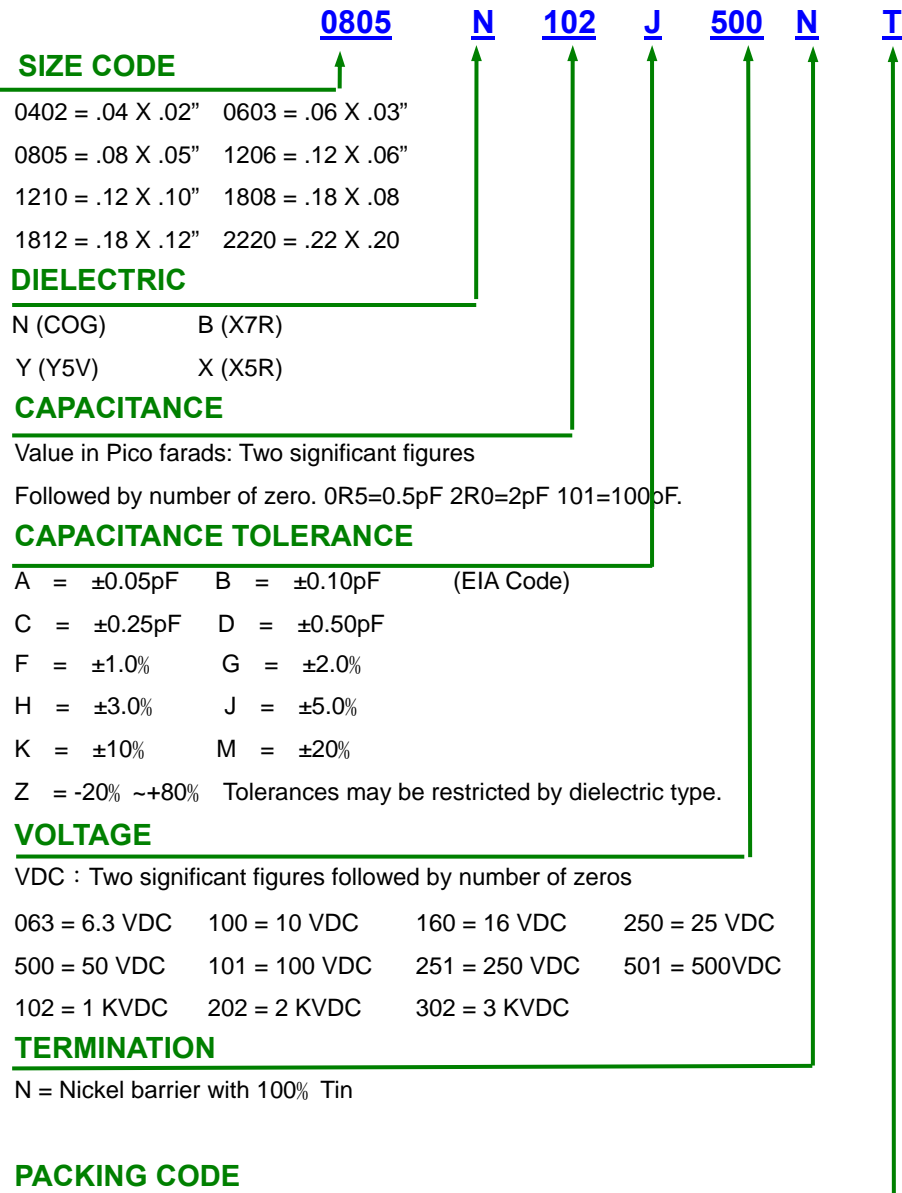 0805 N 102 J 500 N T
SIZE CODE
0402 = .04 X .02” 0603 = .06 X .03”
0805 = .08 X .05” 1206 = .12 X .06”
1210 = .12 X .10” 1808 = .18 X .08
1812 = .18 X .12” 2220 = .22 X .20
DIELECTRIC
N (COG) B (X7R)
Y (Y5V) X (X5R)
CAPACITANCE
Value in Pico farads: Two significant figures
Followed by number of zero. 0R5=0.5pF 2R0=2pF 101=100pF.
CAPACITANCE TOLERANCE
A = ±0.05pF B = ±0.10pF (EIA Code)
C = ±0.25pF D = ±0.50pF
F = ±1.0% G = ±2.0%
H = ±3.0% J = ±5.0%
K = ±10% M = ±20%
Z = -20% ~+80% Tolerances may be restricted by dielectric type.
VOLTAGE
VDC：Two significant figures followed by number of zeros
063 = 6.3 VDC 100 = 10 VDC 160 = 16 VDC 250 = 25 VDC
500 = 50 VDC 101 = 100 VDC 251 = 250 VDC 501 = 500VDC
102 = 1 KVDC 202 = 2 KVDC 302 = 3 KVDC
TERMINATION
N = Nickel barrier with 100% Tin
PACKING CODE